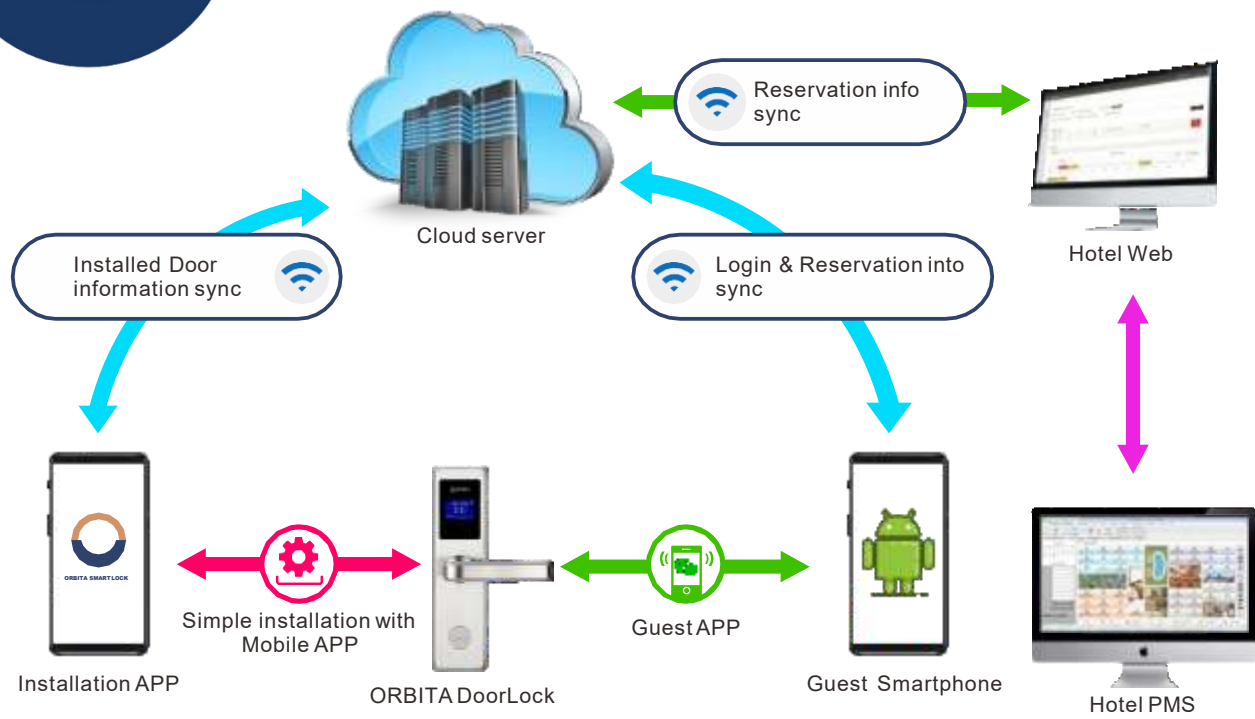 Reservation info
sync
Cloud server
Hotel Web
Installed Door
information sync
Login & Reservation into
sync
ORBITA SMART LOCK
Simple installation with
Mobile APP
Guest APP
Installation APP
ORBITA DoorLock
Guest Smartphone
Hotel PMS